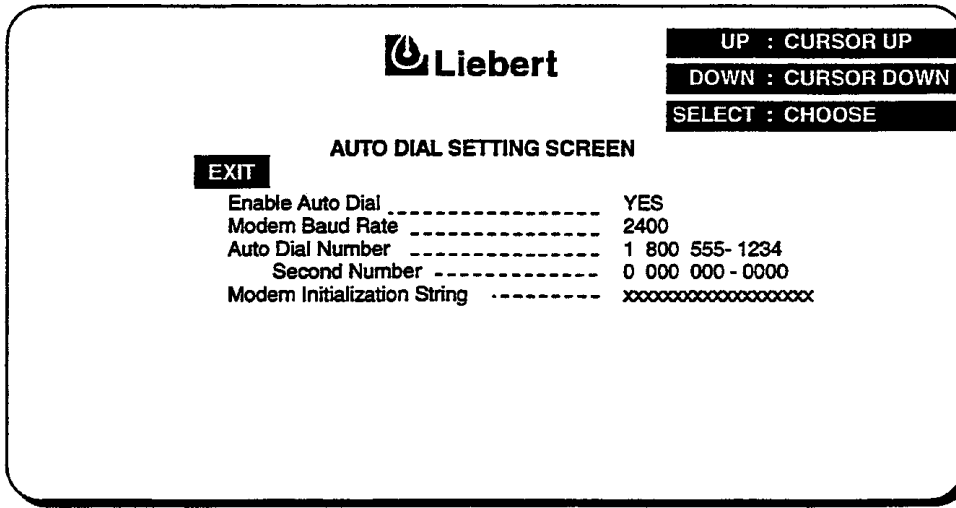 Liebert
UP : CURSOR UP
DOWN : CURSOR DOWN
SELECT : CHOOSE
AUTO DIAL SETTING SCREEN
EXIT
Enable Auto Dial ------------------ YES
Modem Baud Rate ---------------- 2400
Auto Dial Number ---------------- 1 800 555-1234
Second Number -------------- 0 000 000 - 0000
Modem Initialization String --------- xxxxxxxxxxxxxxxxxxx